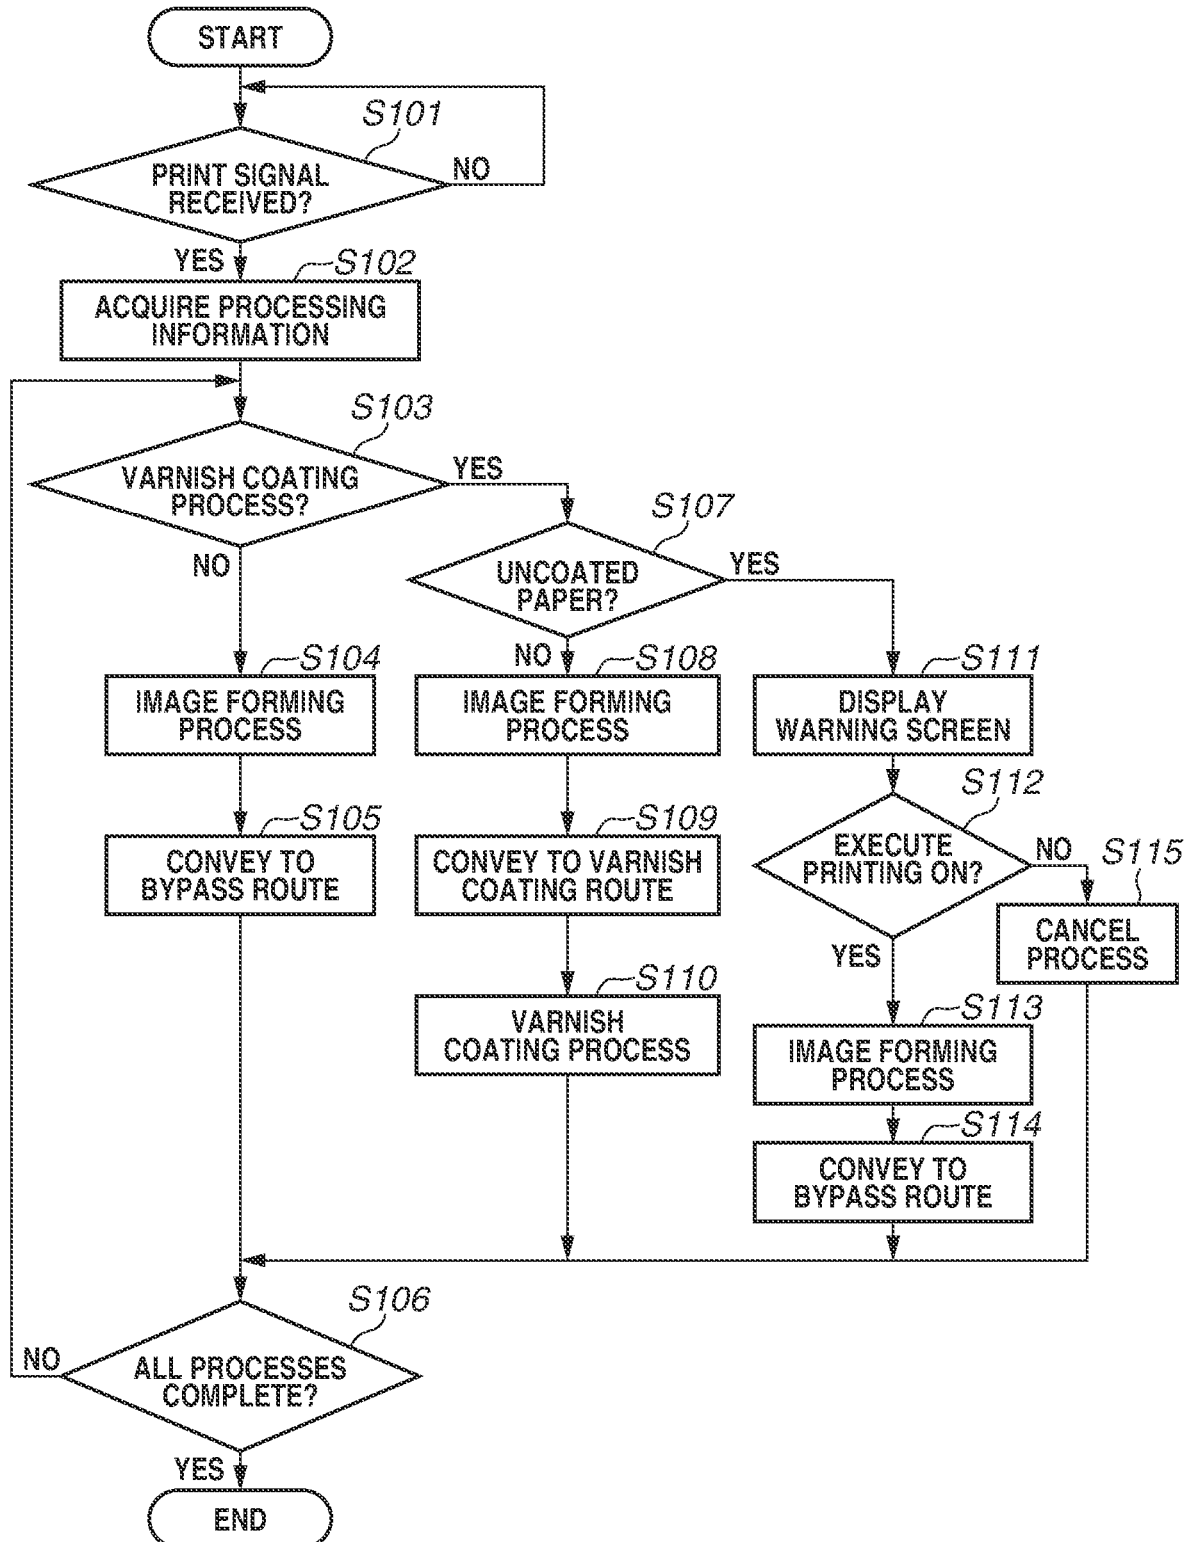 START
S101
PRINT SIGNAL
RECEIVED?
NO
YES
S102
ACQUIRE PROCESSING
INFORMATION
S103
VARNISH COATING
PROCESS?
YES
NO
S107
UNCOATED
PAPER?
YES
NO
S104
IMAGE FORMING
PROCESS
S108
IMAGE FORMING
PROCESS
S111
DISPLAY
WARNING SCREEN
S105
CONVEY TO
BYPASS ROUTE
S109
CONVEY TO VARNISH
COATING ROUTE
S112
EXECUTE
PRINTING ON?
NO
YES
S115
CANCEL
PROCESS
S110
VARNISH
COATING PROCESS
S113
IMAGE FORMING
PROCESS
S114
CONVEY TO
BYPASS ROUTE
S106
ALL PROCESSES
COMPLETE?
NO
YES
END